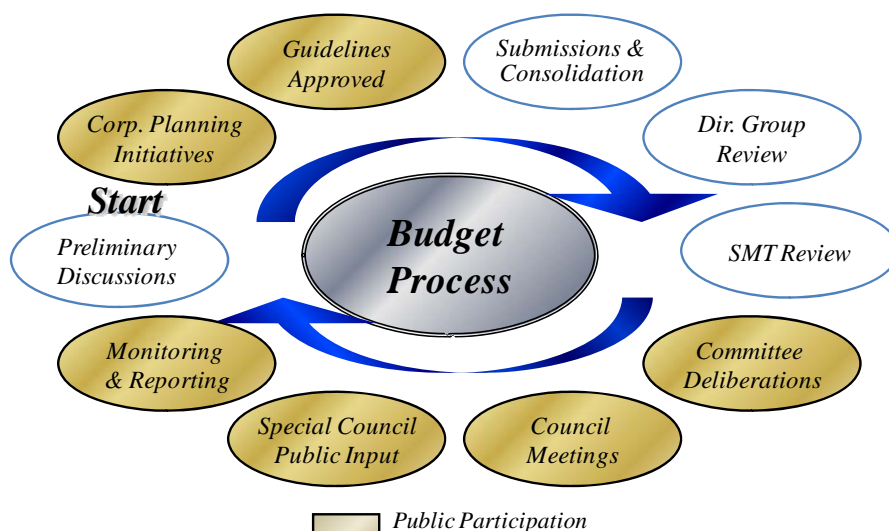 Guidelines
Approved
Submissions &
Consolidation
Corp. Planning
Initiatives
Dir. Group
Review
Start
Preliminary
Discussions
Budget
Process
SMT Review
Monitoring
& Reporting
Committee
Deliberations
Special Council
Public Input
Council
Meetings
Public Participation